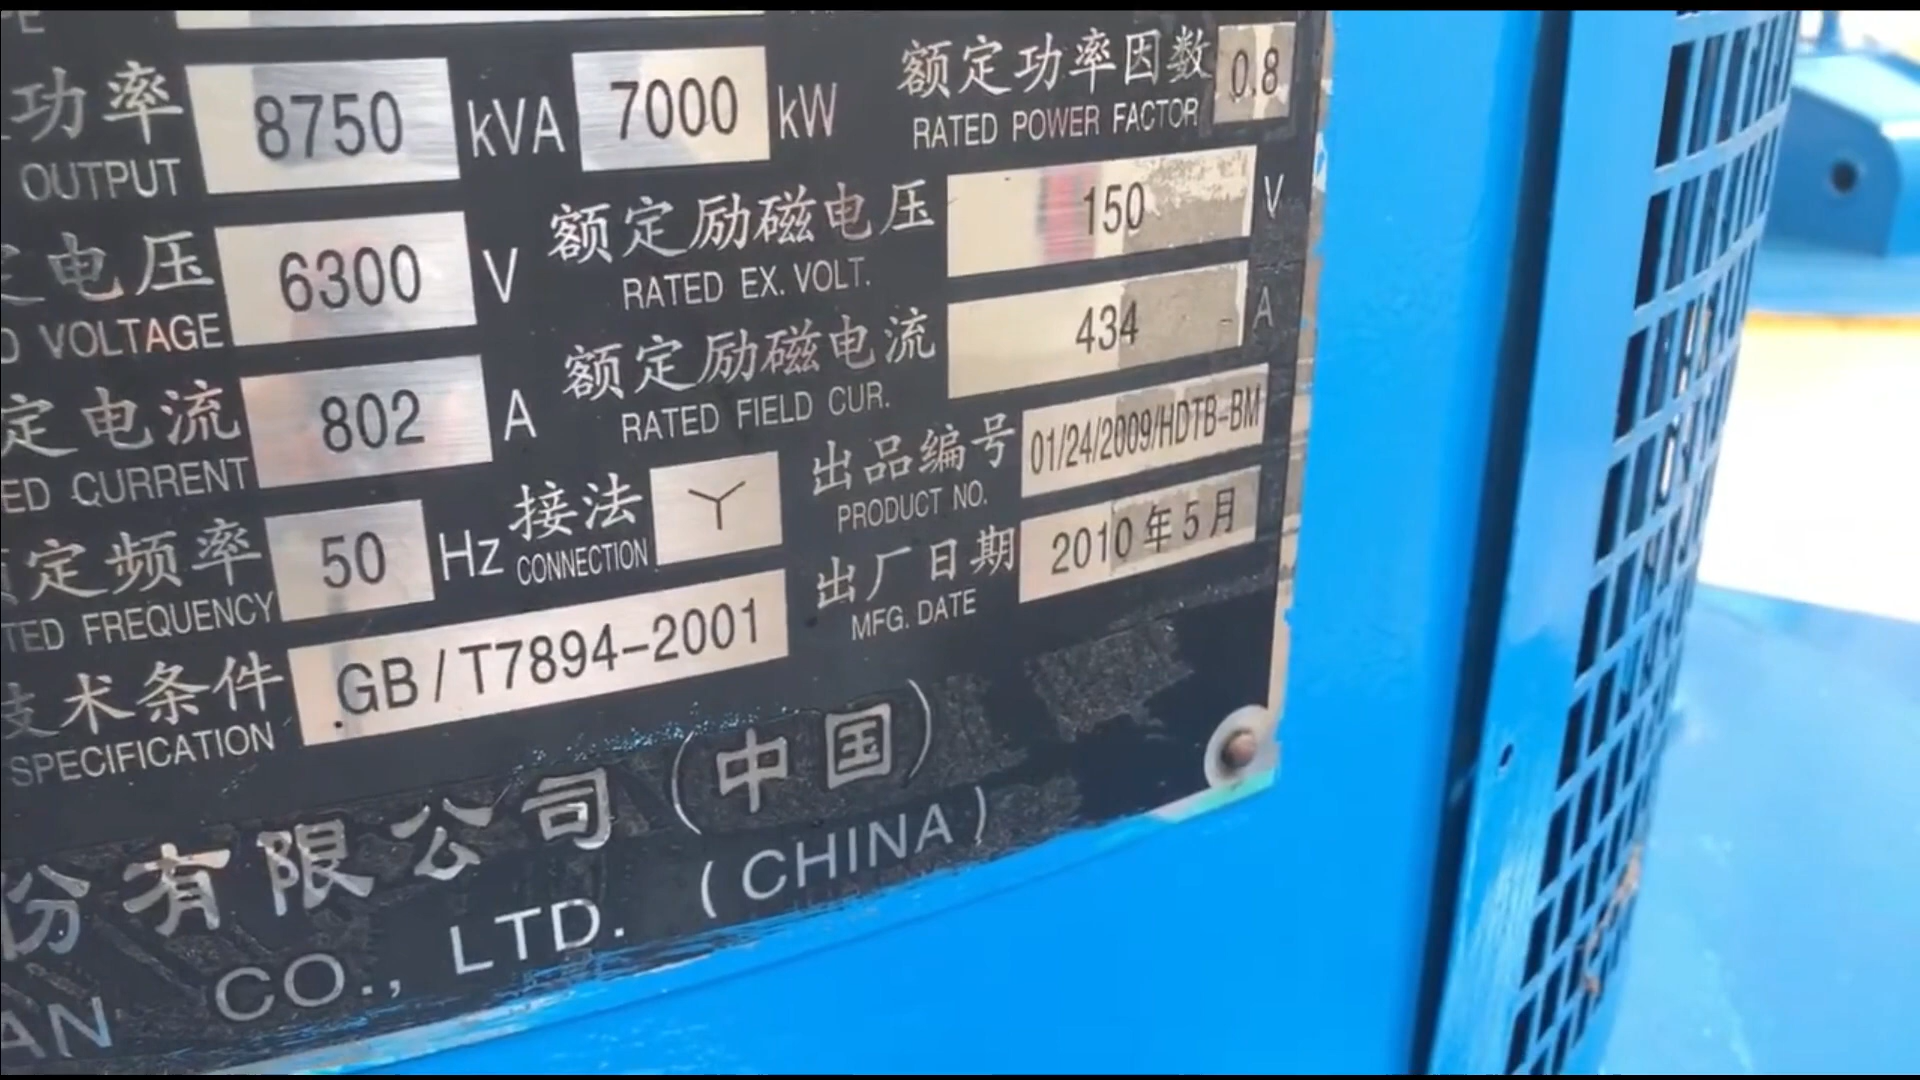 功率 8750 kVA 7000 kW 额定功率因数 0.8
OUTPUT RATED POWER FACTOR
定电压 6300 V 额定励磁电压 150 V
VOLTAGE RATED EX. VOLT.
定电流 802 A 额定励磁电流 434 A
ED CURRENT RATED FIELD CUR.
定频率 50 Hz 接法 Y 出品编号 01/24/2009/HDTB-BM
TED FREQUENCY CONNECTION PRODUCT NO.
技术条件 GB/T7894-2001 出厂日期 2010年5月
SPECIFICATION MFG. DATE
份有限公司(中国)
AN CO., LTD. (CHINA)